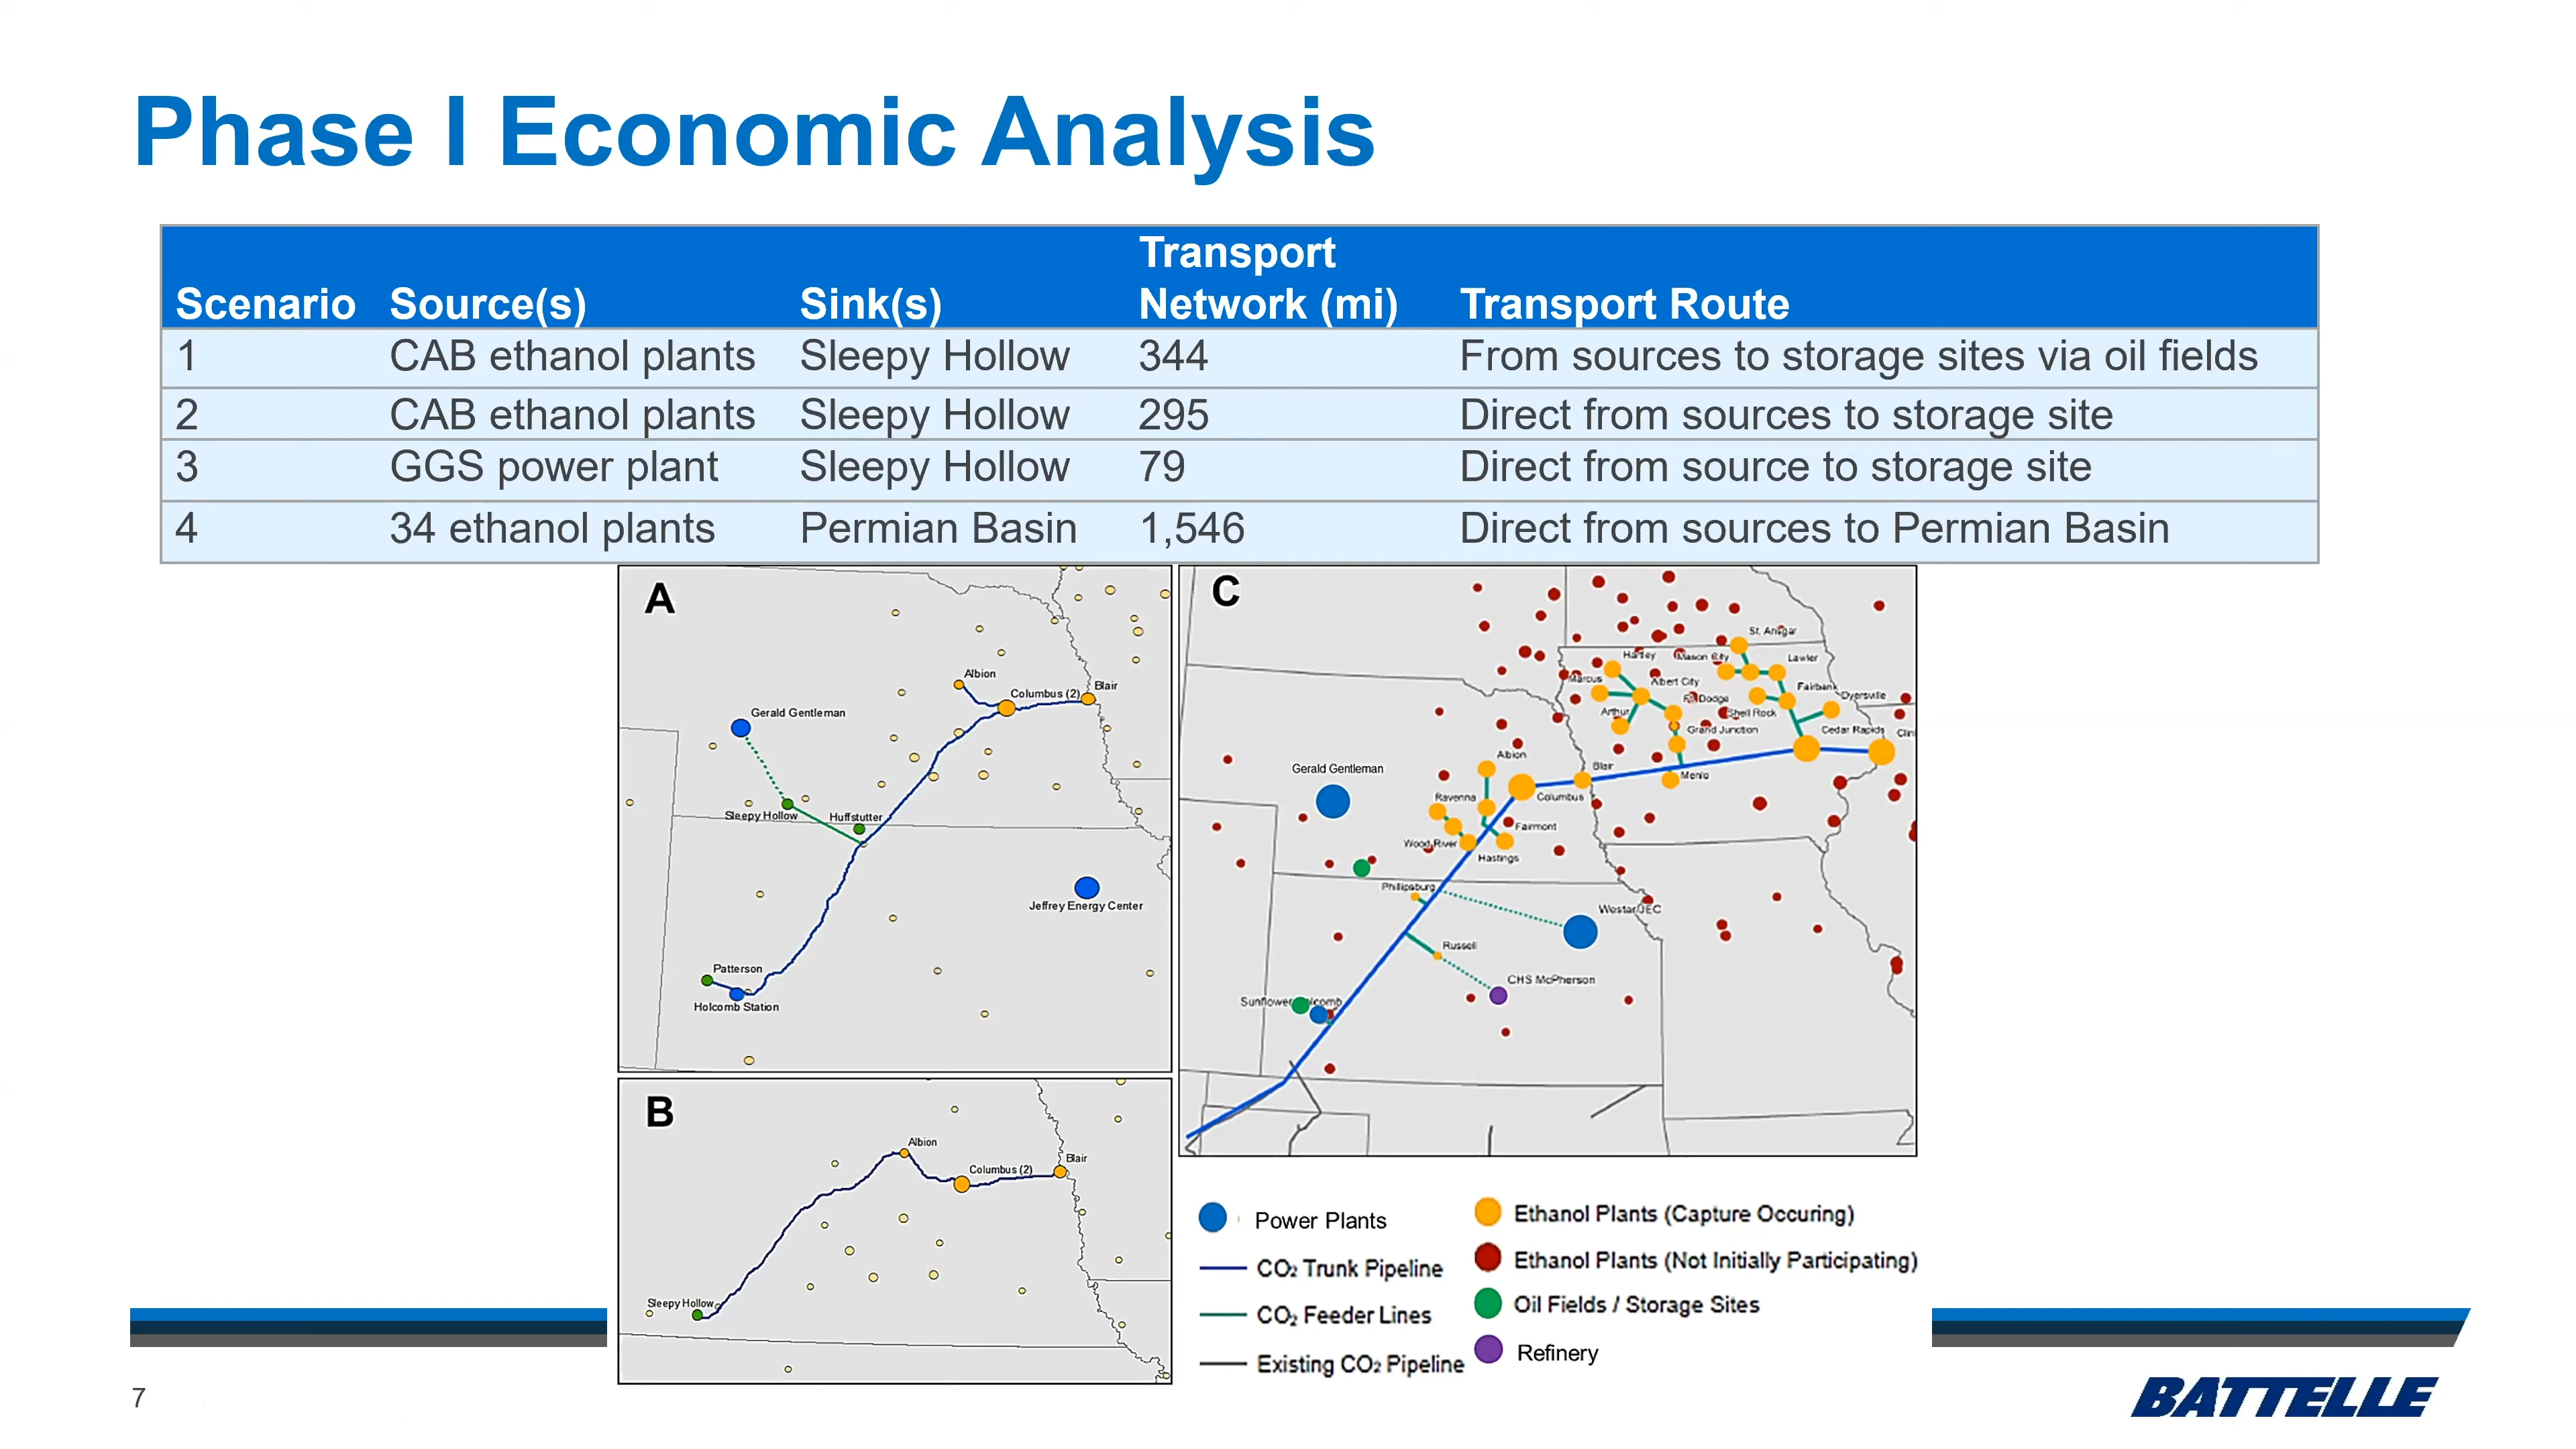 Phase I Economic Analysis
Scenario Source(s) Sink(s) Transport Network (mi) Transport Route
1 CAB ethanol plants Sleepy Hollow 344 From sources to storage sites via oil fields
2 CAB ethanol plants Sleepy Hollow 295 Direct from sources to storage site
3 GGS power plant Sleepy Hollow 79 Direct from source to storage site
4 34 ethanol plants Permian Basin 1,546 Direct from sources to Permian Basin
A
Albion
Columbus (2)
Blair
Gerald Gentleman
Sleepy Hollow
Huffstutter
Jeffrey Energy Center
Patterson
Holcomb Station
B
Albion
Columbus (2)
Blair
Sleepy Hollow
C
St. Ansgar
Hartley
Mason City
Lawler
Marcus
Albert City
Fairbank
Dyersville
Ft. Dodge
Arthur
Shell Rock
Grand Junction
Cedar Rapids
Clin
Albion
Blair
Menlo
Gerald Gentleman
Ravenna
Columbus
Fairmont
Wood River
Hastings
Phillipsburg
Westar/JEC
Russell
CHS McPherson
Sunflower
Power Plants
CO₂ Trunk Pipeline
CO₂ Feeder Lines
Existing CO₂ Pipeline
Ethanol Plants (Capture Occuring)
Ethanol Plants (Not Initially Participating)
Oil Fields / Storage Sites
Refinery
7
BATTELLE